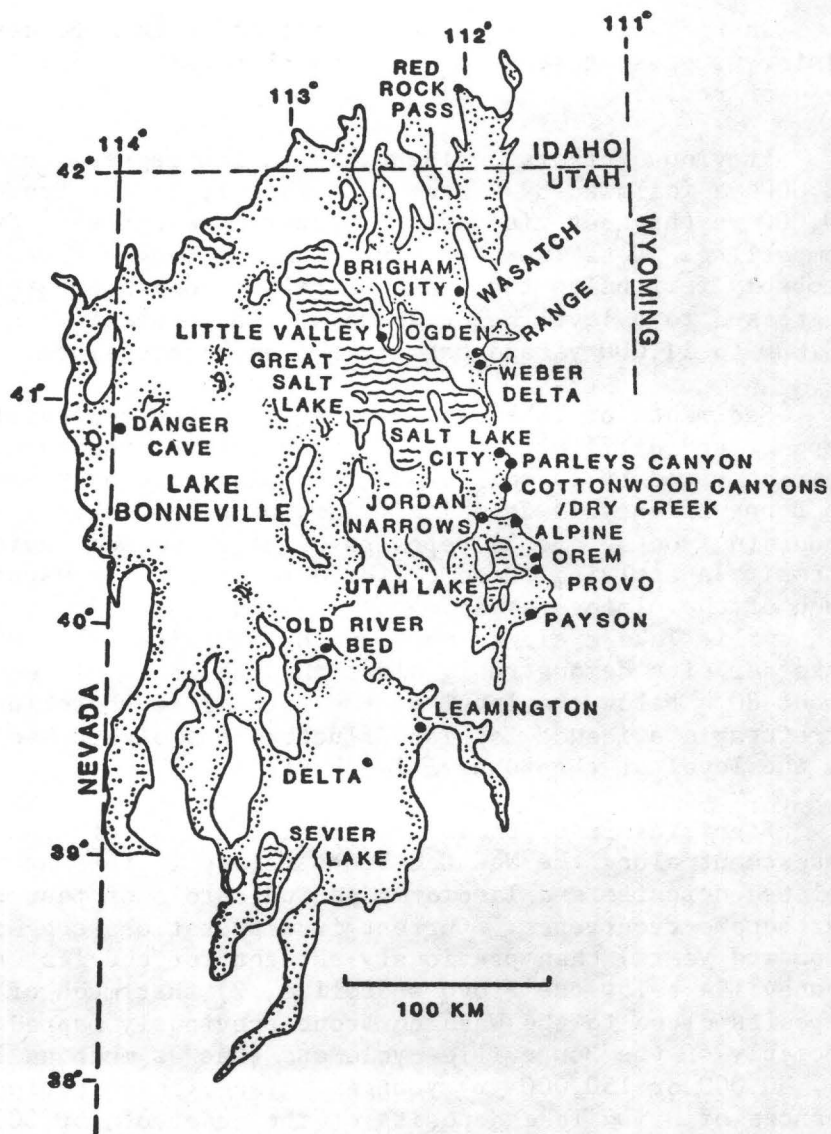 111°
112°
RED
ROCK
PASS
113°
114°
42°
IDAHO
UTAH
WYOMING
WASATCH
RANGE
BRIGHAM
CITY
LITTLE VALLEY
OGDEN
GREAT
SALT
LAKE
WEBER
DELTA
41°
DANGER
CAVE
SALT LAKE
CITY
PARLEYS CANYON
COTTONWOOD CANYONS
/DRY CREEK
LAKE
BONNEVILLE
JORDAN
NARROWS
ALPINE
OREM
UTAH LAKE
PROVO
40°
PAYSON
OLD RIVER
BED
NEVADA
LEAMINGTON
DELTA
39°
SEVIER
LAKE
100 KM
38°